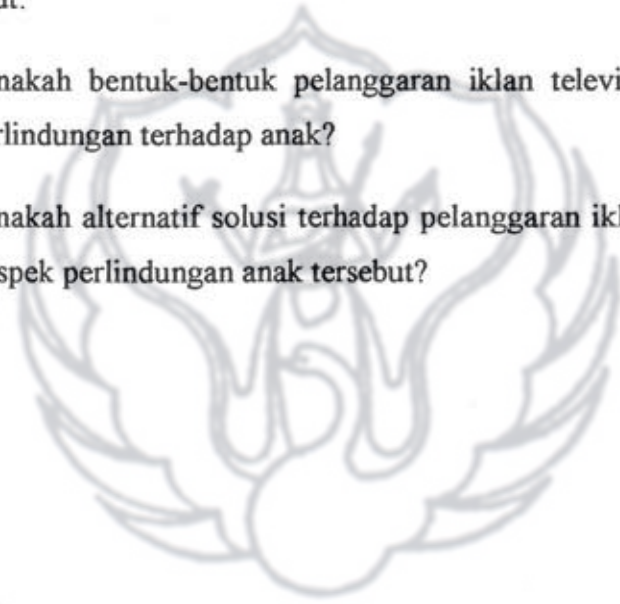 ut.
nakah bentuk-bentuk pelanggaran iklan televi
rlindungan terhadap anak?
nakah alternatif solusi terhadap pelanggaran ikl
spek perlindungan anak tersebut?